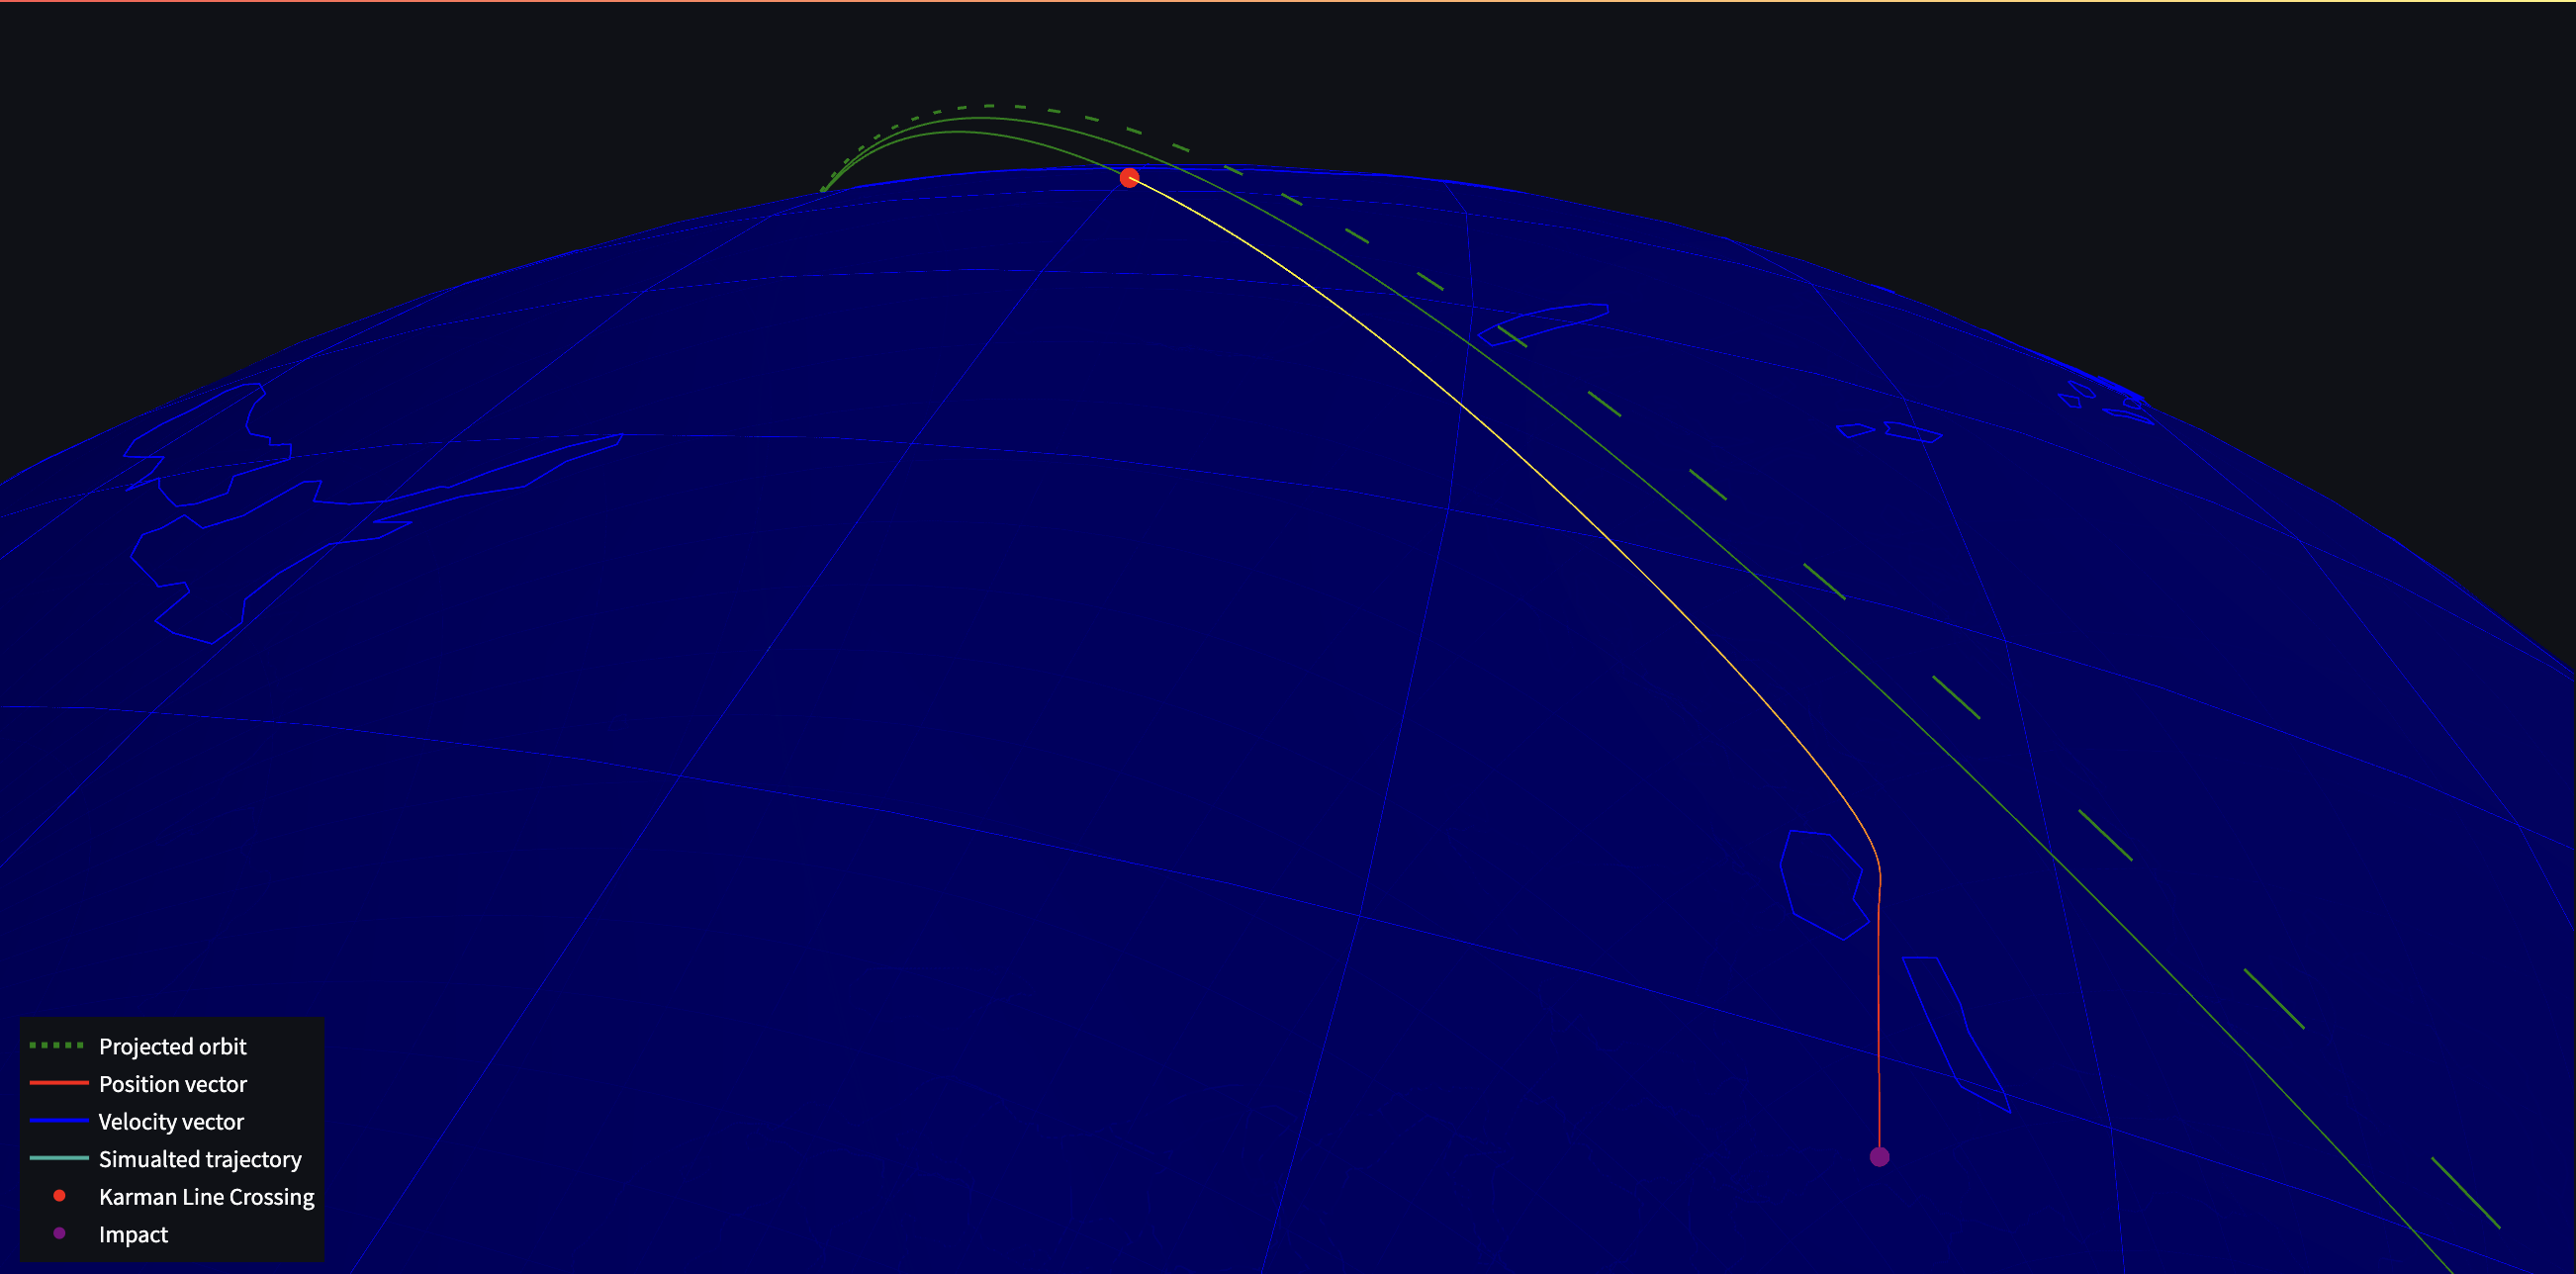 Projected orbit
Position vector
Velocity vector
Simualted trajectory
Karman Line Crossing
Impact